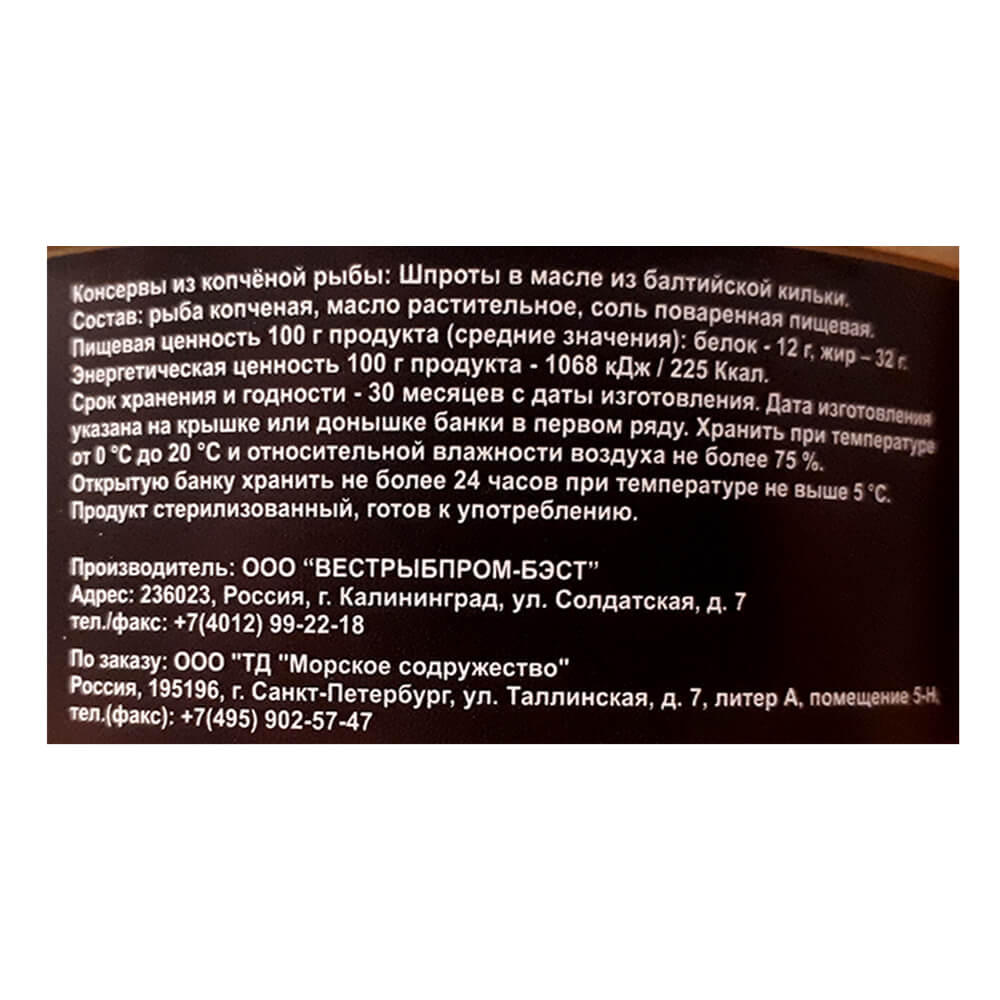 Консервы из копчёной рыбы: Шпроты в масле из балтийской кильки.
Состав: рыба копченая, масло растительное, соль поваренная пищевая.
Пищевая ценность 100 г продукта (средние значения): белок - 12 г, жир – 32 г.
Энергетическая ценность 100 г продукта - 1068 кДж / 225 Ккал.
Срок хранения и годности - 30 месяцев с даты изготовления. Дата изготовления
указана на крышке или донышке банки в первом ряду. Хранить при температуре
от 0 °С до 20 °С и относительной влажности воздуха не более 75 %.
Открытую банку хранить не более 24 часов при температуре не выше 5 °С.
Продукт стерилизованный, готов к употреблению.
Производитель: ООО “ВЕСТРЫБПРОМ-БЭСТ”
Адрес: 236023, Россия, г. Калининград, ул. Солдатская, д. 7
тел./факс: +7(4012) 99-22-18
По заказу: ООО "ТД "Морское содружество"
Россия, 195196, г. Санкт-Петербург, ул. Таллинская, д. 7, литер А, помещение 5-Н,
тел.(факс): +7(495) 902-57-47